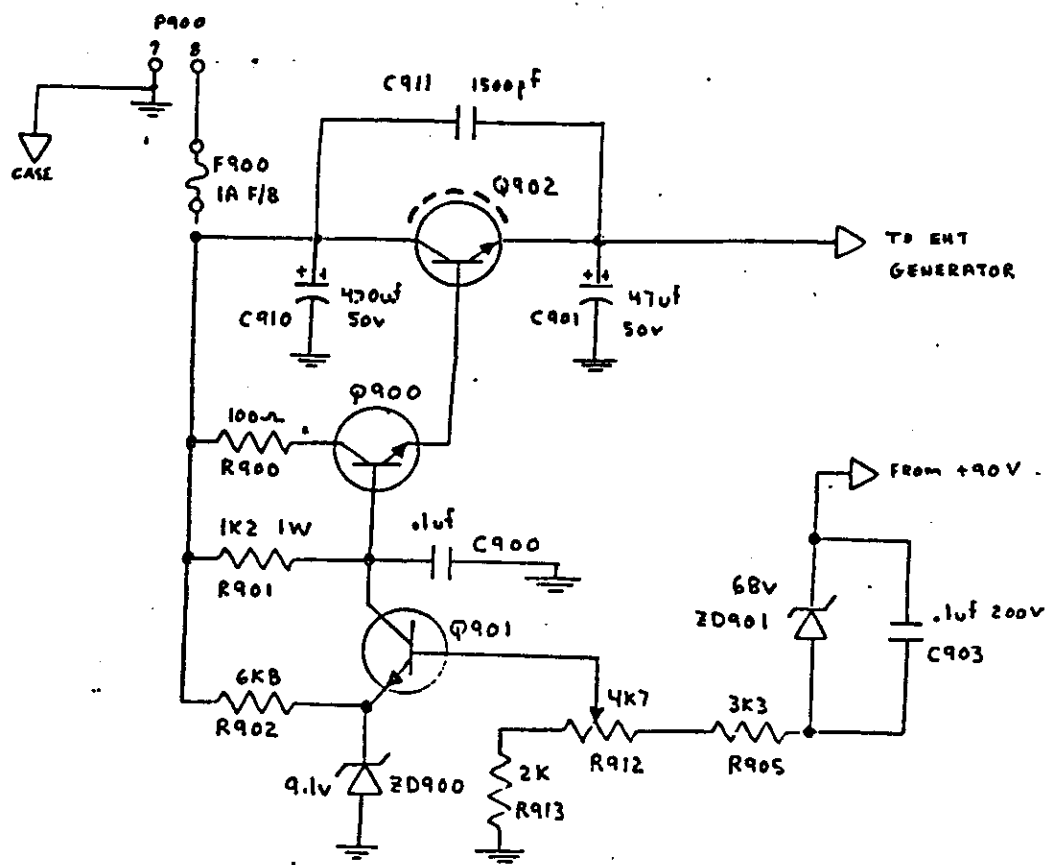 P900
7 8
C911 1500pf
CASE
F900
1A F/B
Q902
TO EHT
GENERATOR
470uf
50v
C910
47uf
50v
C901
Q900
100Ω
R900
FROM +90V
1K2 1W
R901
.1uf
C900
68v
ZD901
.1uf 200v
C903
Q901
6K8
R902
4K7
R912
3K3
R905
9.1v ZD900
2K
R913